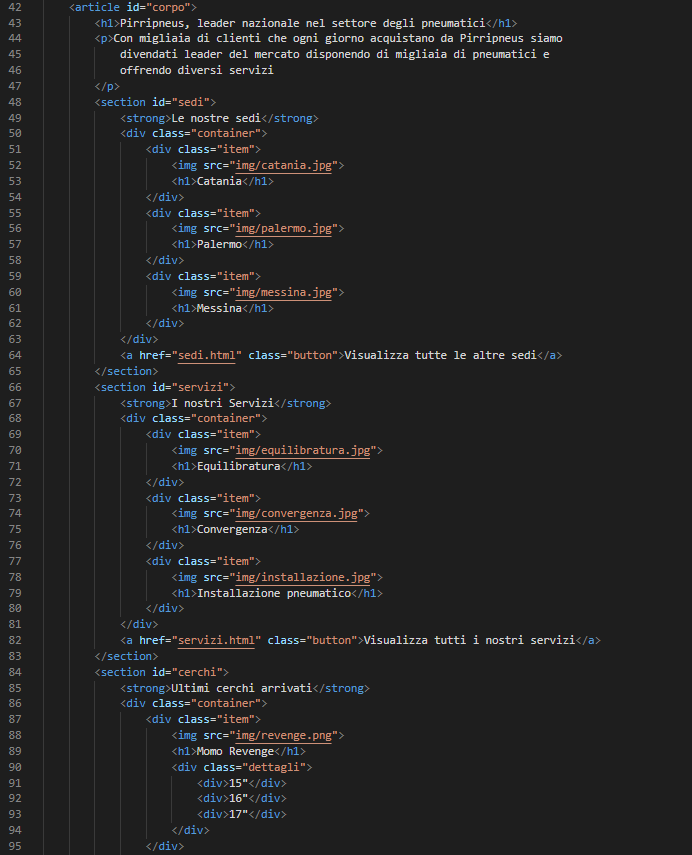 42 <article id="corpo">
43 <h1>Pirripneus, leader nazionale nel settore degli pneumatici</h1>
44 <p>Con migliaia di clienti che ogni giorno acquistano da Pirripneus siamo
45 divendati leader del mercato disponendo di migliaia di pneumatici e
46 offrendo diversi servizi
47 </p>
48 <section id="sedi">
49 <strong>Le nostre sedi</strong>
50 <div class="container">
51 <div class="item">
52 <img src="img/catania.jpg">
53 <h1>Catania</h1>
54 </div>
55 <div class="item">
56 <img src="img/palermo.jpg">
57 <h1>Palermo</h1>
58 </div>
59 <div class="item">
60 <img src="img/messina.jpg">
61 <h1>Messina</h1>
62 </div>
63 </div>
64 <a href="sedi.html" class="button">Visualizza tutte le altre sedi</a>
65 </section>
66 <section id="servizi">
67 <strong>I nostri Servizi</strong>
68 <div class="container">
69 <div class="item">
70 <img src="img/equilibratura.jpg">
71 <h1>Equilibratura</h1>
72 </div>
73 <div class="item">
74 <img src="img/convergenza.jpg">
75 <h1>Convergenza</h1>
76 </div>
77 <div class="item">
78 <img src="img/installazione.jpg">
79 <h1>Installazione pneumatico</h1>
80 </div>
81 </div>
82 <a href="servizi.html" class="button">Visualizza tutti i nostri servizi</a>
83 </section>
84 <section id="cerchi">
85 <strong>Ultimi cerchi arrivati</strong>
86 <div class="container">
87 <div class="item">
88 <img src="img/revenge.png">
89 <h1>Momo Revenge</h1>
90 <div class="dettagli">
91 <div>15"</div>
92 <div>16"</div>
93 <div>17"</div>
94 </div>
95 </div>